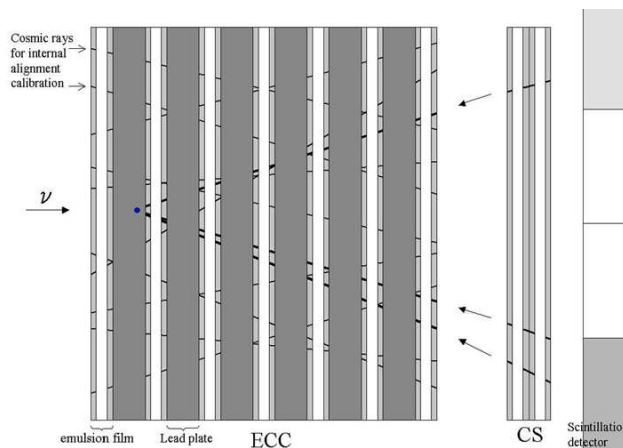 Cosmic rays
for internal
alignment
calibration
ν
emulsion film
Lead plate
ECC
CS
Scintillatio
detector